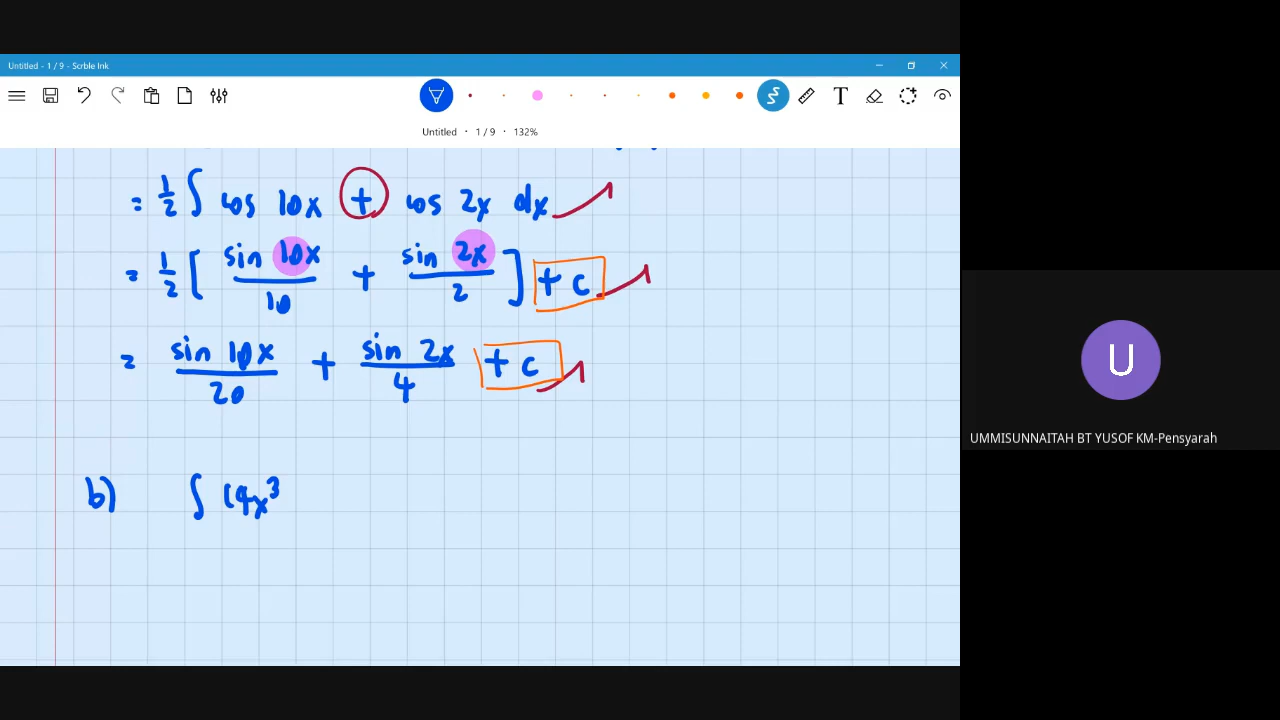 Untitled - 1 / 9 - Scrble Ink
Untitled • 1 / 9 • 132%
= 1/2 ∫ cos 10x + cos 2x dx
= 1/2 [ sin 10x / 10 + sin 2x / 2 ] + c
= sin 10x / 20 + sin 2x / 4 + c
b) ∫ 14x³
U
UMMISUNNAITAH BT YUSOF KM-Pensyarah